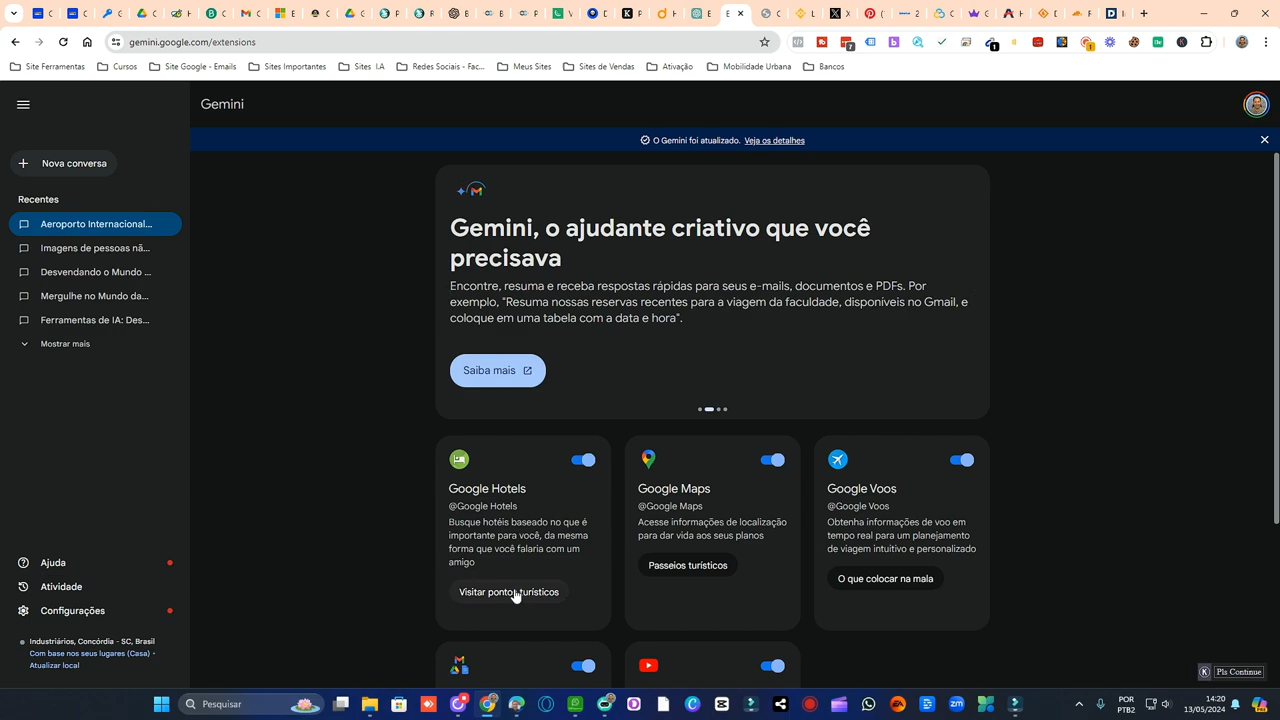 gemini.google.com/extensions
Site Ferramentas
Cursos
Site Google - Emails
Sites Importantes
Sites I.A
Redes Sociais - Fac...
Meus Sites
Sites de Vendas
Ativação
Mobilidade Urbana
Bancos
Gemini
O Gemini foi atualizado. Veja os detalhes
Nova conversa
Recentes
Aeroporto Internacional...
Imagens de pessoas nã...
Desvendando o Mundo ...
Mergulhe no Mundo da...
Ferramentas de IA: Des...
Mostrar mais
Gemini, o ajudante criativo que você
precisava
Encontre, resuma e receba respostas rápidas para seus e-mails, documentos e PDFs. Por
exemplo, "Resuma nossas reservas recentes para a viagem da faculdade, disponíveis no Gmail, e
coloque em uma tabela com a data e hora".
Saiba mais
Google Hotels
@Google Hotels
Busque hotéis baseado no que é
importante para você, da mesma
forma que você falaria com um
amigo
Visitar pontos turísticos
Google Maps
@Google Maps
Acesse informações de localização
para dar vida aos seus planos
Passeios turísticos
Google Voos
@Google Voos
Obtenha informações de voo em
tempo real para um planejamento
de viagem intuitivo e personalizado
O que colocar na mala
Ajuda
Atividade
Configurações
Industriários, Concórdia - SC, Brasil
Com base nos seus lugares (Casa) •
Atualizar local
K Pls Continue
Pesquisar
POR
PTB2
14:20
13/05/2024